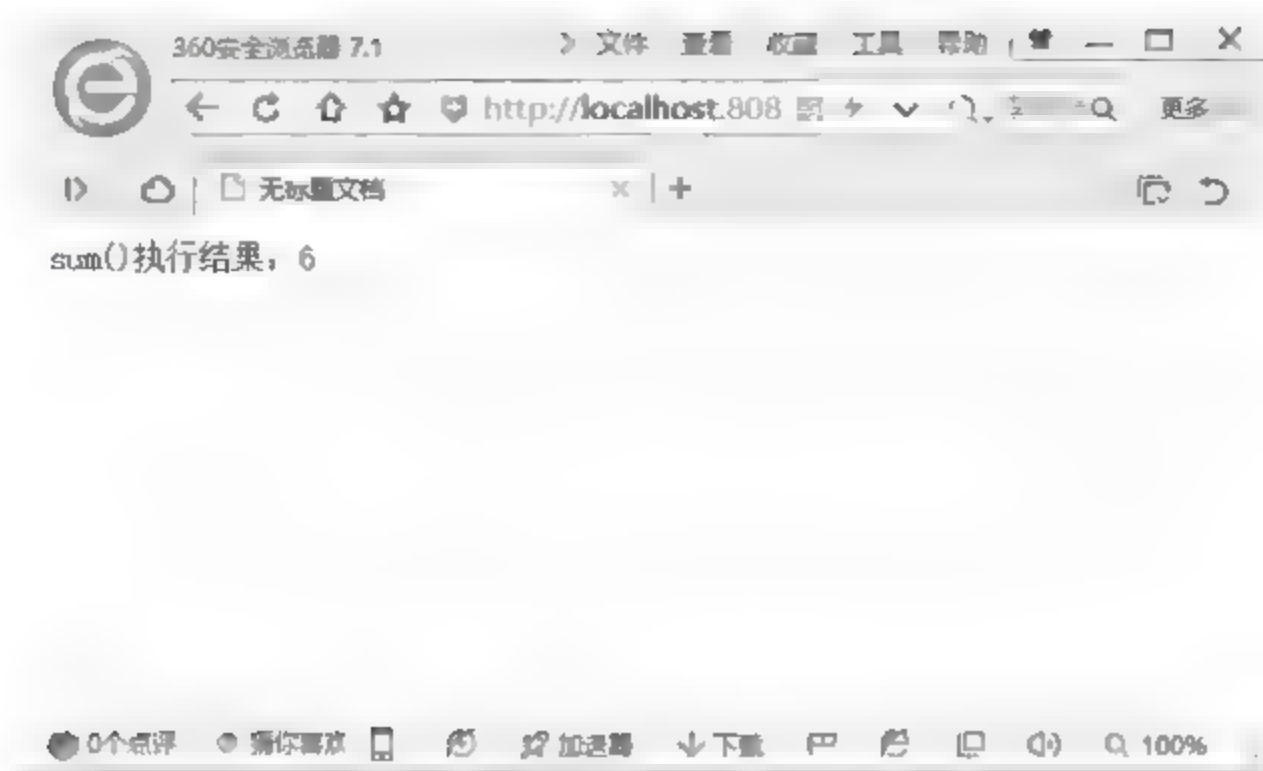 360安全浏览器 7.1
文件 查看 收藏 工具 帮助
http://localhost:808
更多
无标题文档
sum()执行结果：6
0个点评 猜你喜欢 加速器 下载 100%